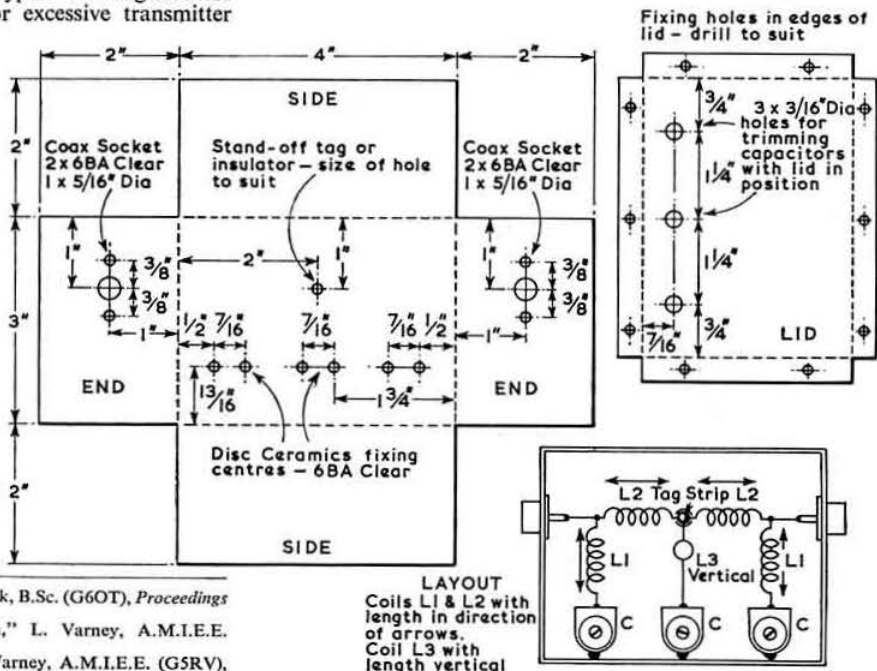 or excessive transmitter
2"
4"
2"
SIDE
2"
Coax Socket
2 x 6BA Clear
1 x 5/16" Dia
Stand-off tag or
insulator – size of hole
to suit
Coax Socket
2 x 6BA Clear
1 x 5/16" Dia
1"
3/8"
3/8"
1"
2"
1"
1"
3/8"
3/8"
1"
3"
1/2"
7/16"
7/16"
7/16"
1/2"
13/16"
1 3/4"
END
END
Disc Ceramics fixing
centres – 6BA Clear
2"
SIDE
Fixing holes in edges of
lid – drill to suit
3/4"
3 x 3/16" Dia
holes for
trimming
capacitors
with lid in
position
1 1/4"
1 1/4"
3/4"
7/16"
LID
L2 Tag Strip L2
L1
L3
Vertical
L1
C
C
C
LAYOUT
Coils L1 & L2 with
length in direction
of arrows.
Coil L3 with
length vertical
k, B.Sc. (G6OT), Proceedings
," L. Varney, A.M.I.E.E.
Varney, A.M.I.E.E. (G5RV),